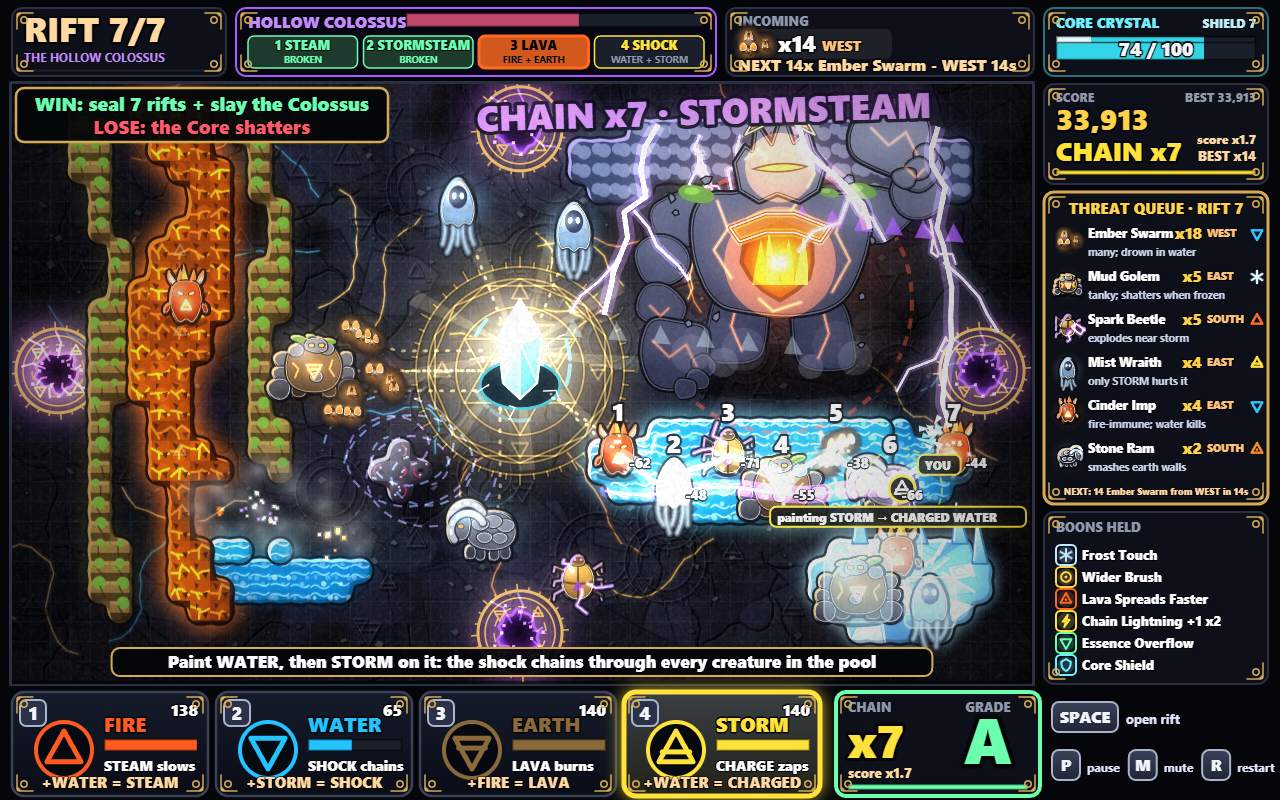 RIFT 7/7
THE HOLLOW COLOSSUS
HOLLOW COLOSSUS
1 STEAM
BROKEN
2 STORMSTEAM
BROKEN
3 LAVA
FIRE + EARTH
4 SHOCK
WATER + STORM
INCOMING
x14 WEST
NEXT 14x Ember Swarm - WEST 14s
CORE CRYSTAL
SHIELD 7
74 / 100
WIN: seal 7 rifts + slay the Colossus
LOSE: the Core shatters
CHAIN x7 · STORMSTEAM
SCORE
BEST 33,913
33,913
CHAIN x7
score x1.7
BEST x14
THREAT QUEUE · RIFT 7
Ember Swarm x18 WEST
many; drown in water
Mud Golem x5 EAST
tanky; shatters when frozen
Spark Beetle x5 SOUTH
explodes near storm
Mist Wraith x4 EAST
only STORM hurts it
Cinder Imp x4 EAST
fire-immune; water kills
Stone Ram x2 SOUTH
smashes earth walls
NEXT: 14 Ember Swarm from WEST in 14s
1
2
3
4
5
6
7
-62
-48
-71
-55
-38
-66
-44
YOU
painting STORM → CHARGED WATER
BOONS HELD
Frost Touch
Wider Brush
Lava Spreads Faster
Chain Lightning +1 x2
Essence Overflow
Core Shield
Paint WATER, then STORM on it: the shock chains through every creature in the pool
1
138
FIRE
STEAM slows
+WATER = STEAM
2
65
WATER
SHOCK chains
+STORM = SHOCK
3
140
EARTH
LAVA burns
+FIRE = LAVA
4
140
STORM
CHARGE zaps
+WATER = CHARGED
CHAIN
x7
score x1.7
GRADE
A
SPACE open rift
P pause M mute R restart